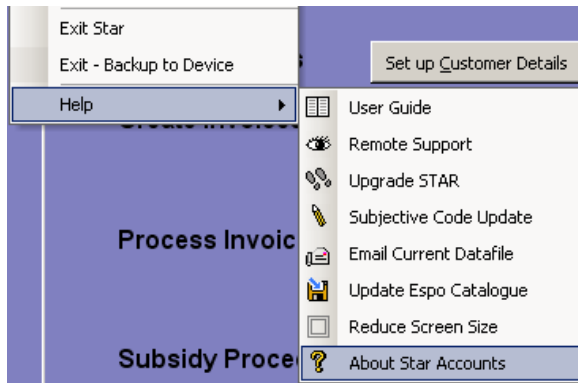 Exit Star
Exit - Backup to Device
Set up Customer Details
Help
User Guide
Remote Support
Upgrade STAR
Subjective Code Update
Process Invoic
Email Current Datafile
Update Espo Catalogue
Reduce Screen Size
Subsidy Proce
About Star Accounts